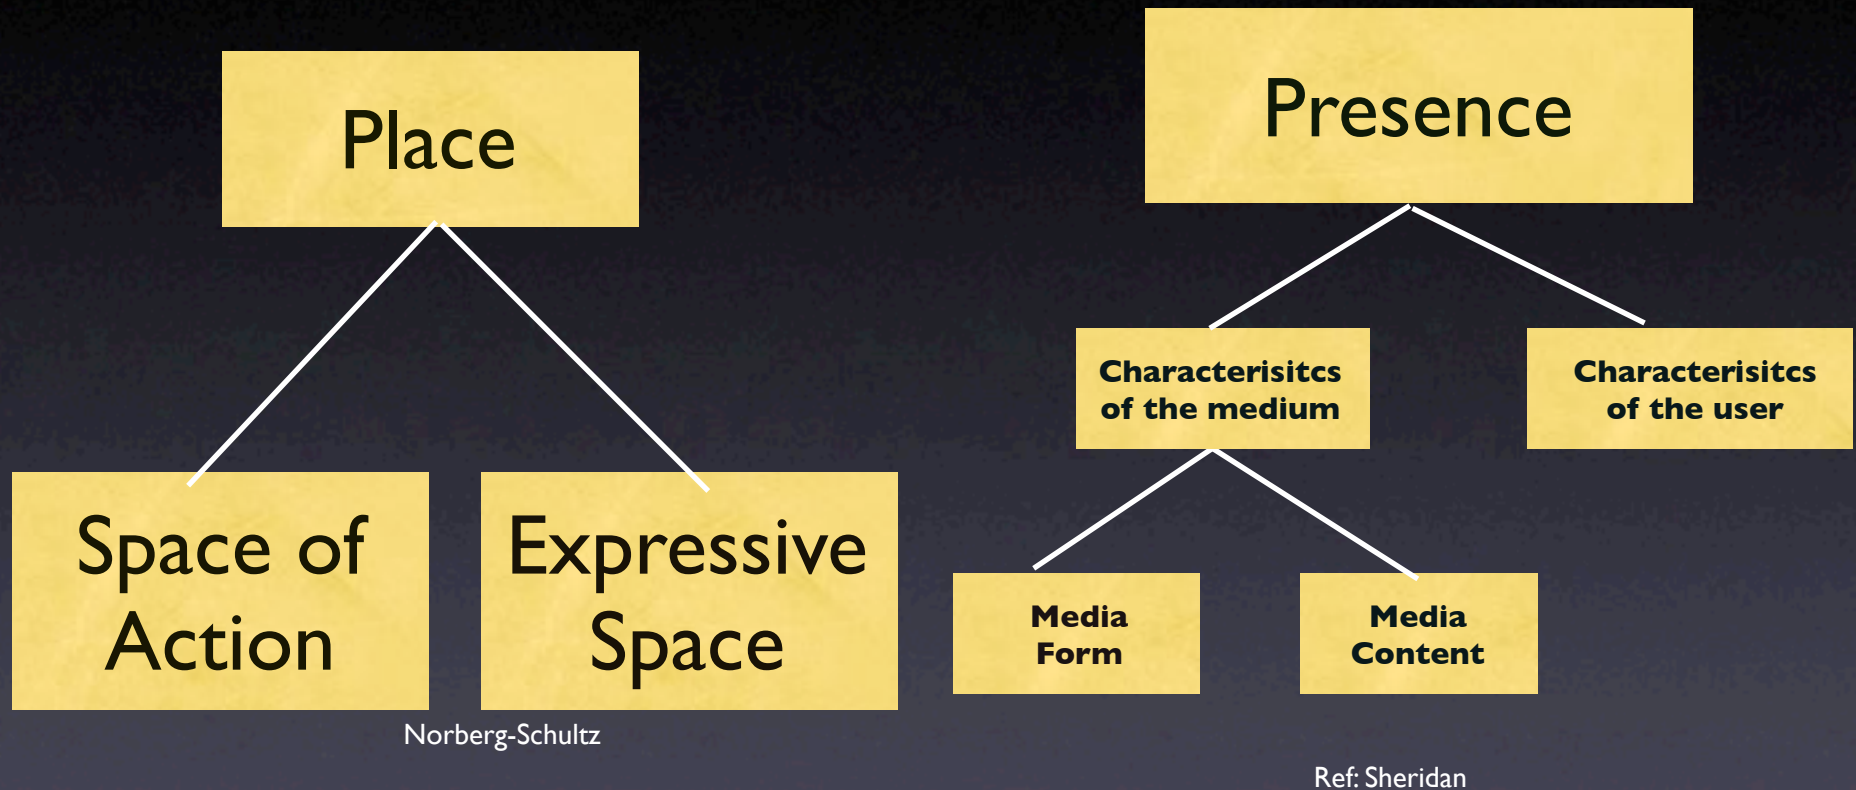 Place
Space of
Action
Expressive
Space
Norberg-Schultz
Presence
Characterisitcs
of the medium
Characterisitcs
of the user
Media
Form
Media
Content
Ref: Sheridan